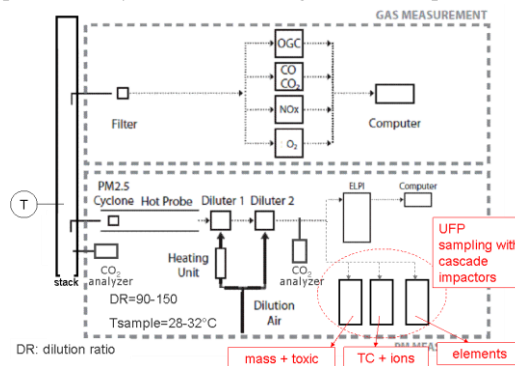 GAS MEASUREMENT
OGC
CO
CO2
NOx
O2
Filter
Computer
T
PM2.5
Cyclone
Hot Probe
Diluter 1
Diluter 2
ELPI
Computer
UFP
sampling with
cascade
impactors
CO2
analyzer
Heating
Unit
CO2
analyzer
stack
DR=90-150
Dilution
Air
Tsample=28-32°C
DR: dilution ratio
mass + toxic
TC + ions
elements